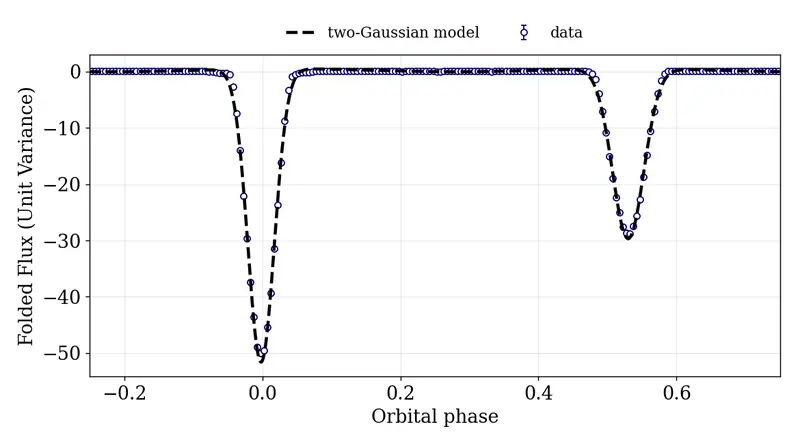 two-Gaussian model data
Folded Flux (Unit Variance)
0
−10
−20
−30
−40
−50
−0.2 0.0 0.2 0.4 0.6
Orbital phase